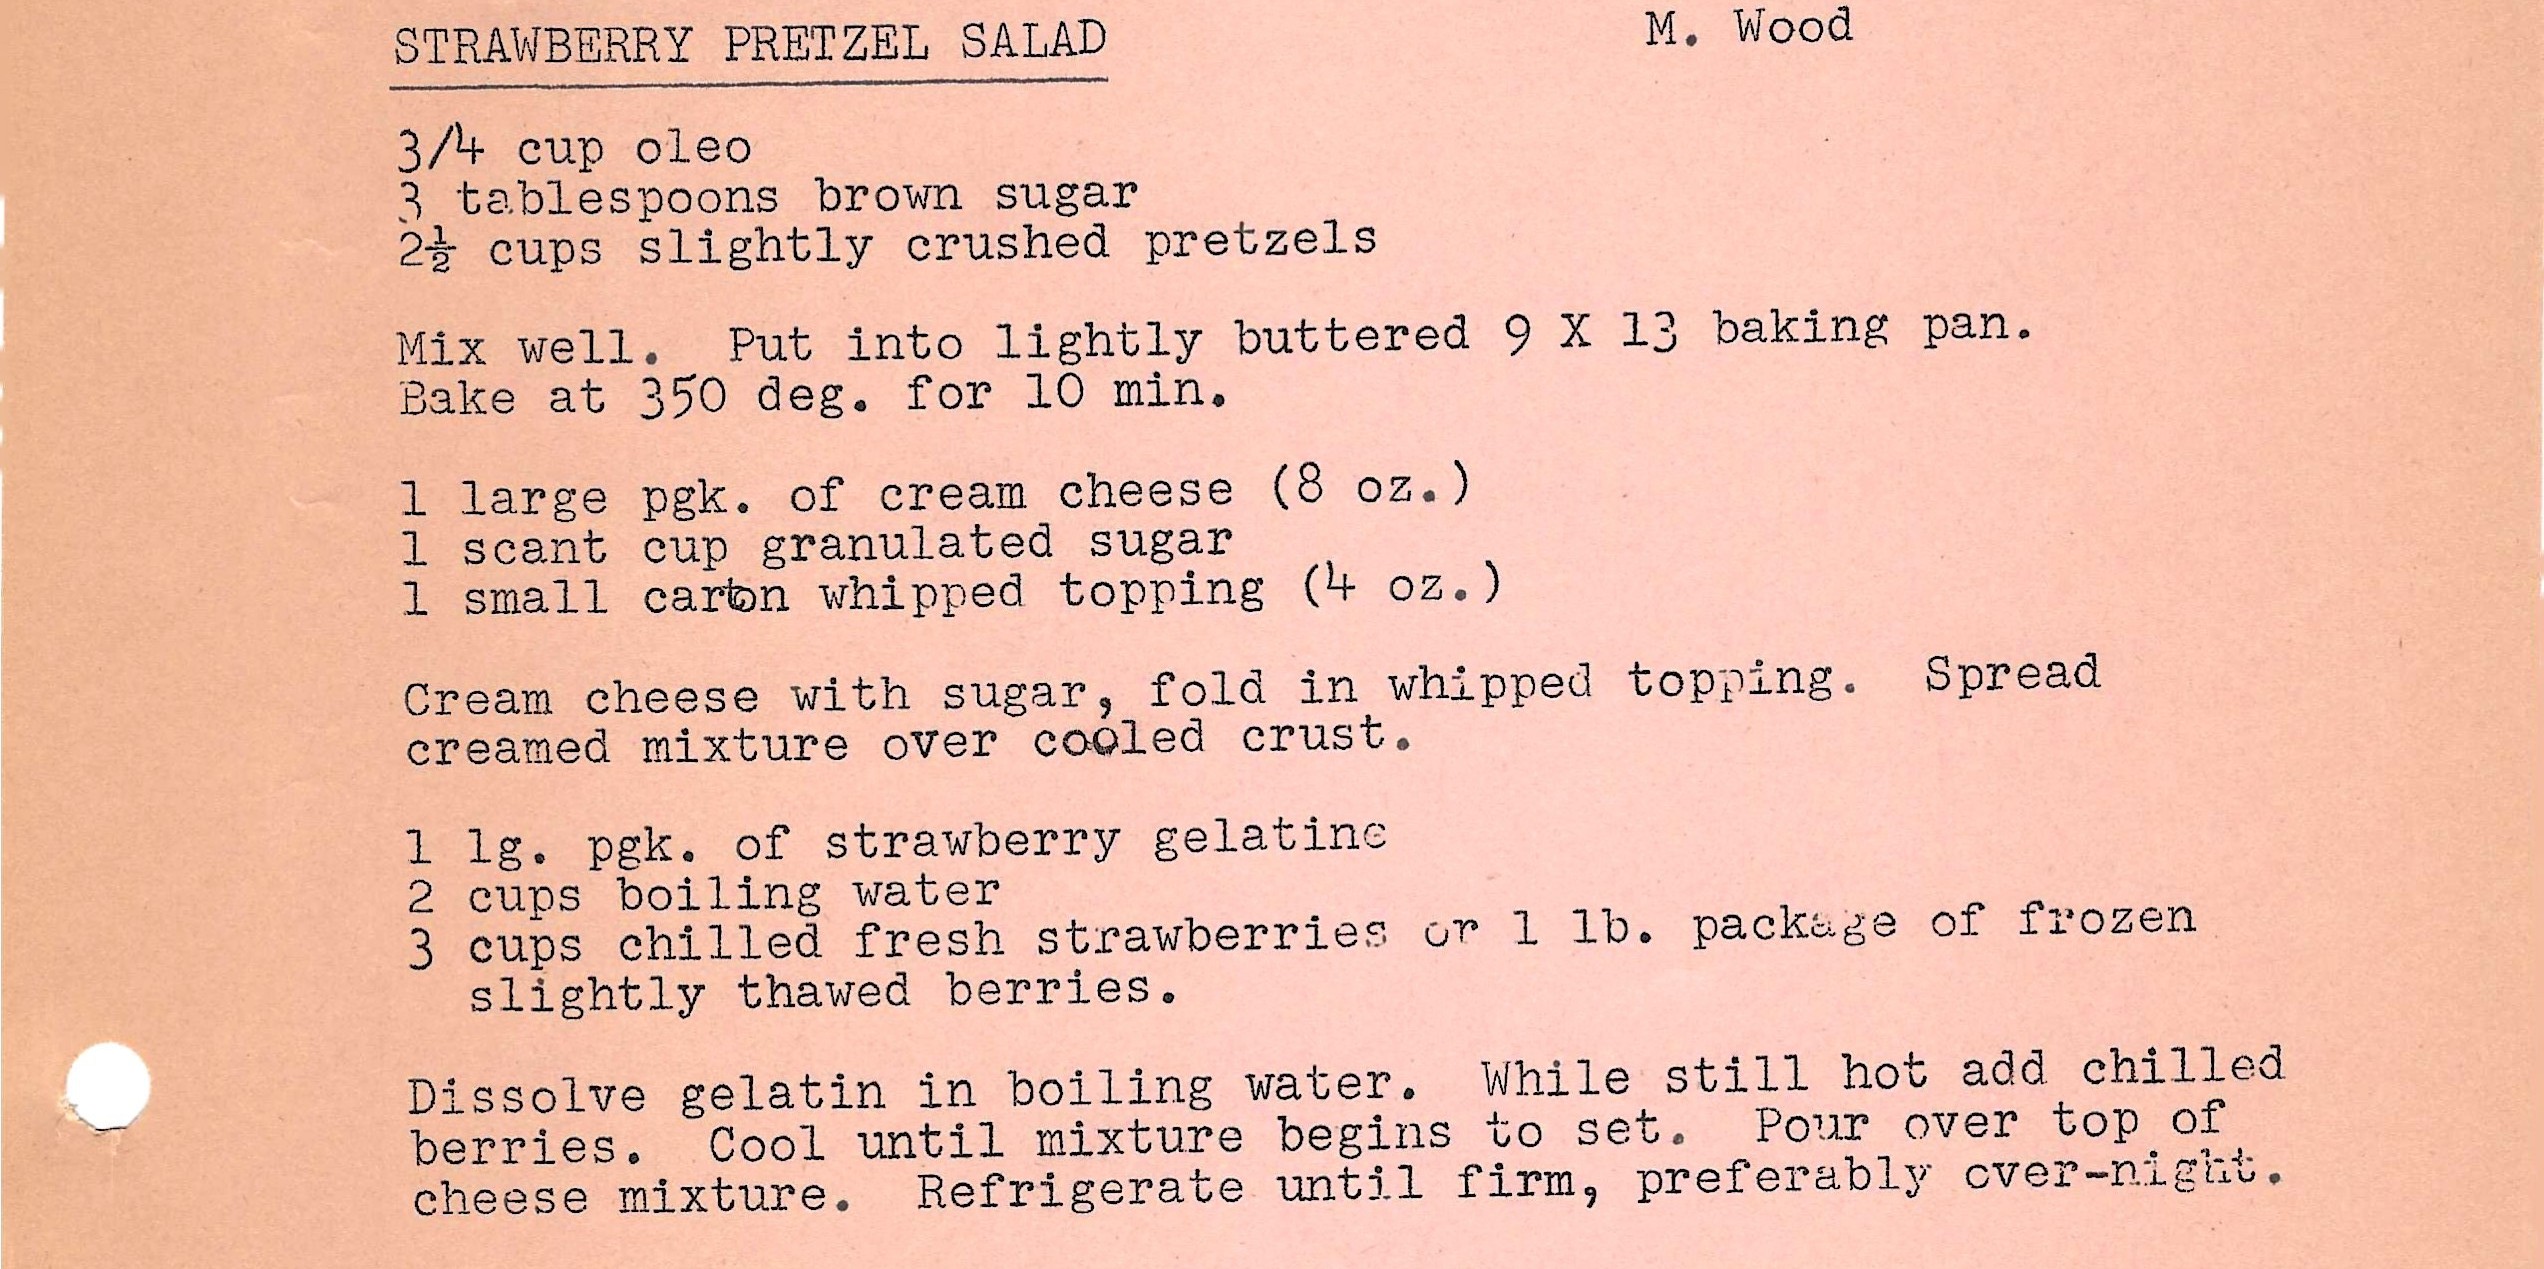 STRAWBERRY PRETZEL SALAD M. Wood
3/4 cup oleo
3 tablespoons brown sugar
2½ cups slightly crushed pretzels
Mix well. Put into lightly buttered 9 X 13 baking pan.
Bake at 350 deg. for 10 min.
1 large pgk. of cream cheese (8 oz.)
1 scant cup granulated sugar
1 small carton whipped topping (4 oz.)
Cream cheese with sugar, fold in whipped topping. Spread
creamed mixture over cooled crust.
1 lg. pgk. of strawberry gelatine
2 cups boiling water
3 cups chilled fresh strawberries or 1 lb. package of frozen
slightly thawed berries.
Dissolve gelatin in boiling water. While still hot add chilled
berries. Cool until mixture begins to set. Pour over top of
cheese mixture. Refrigerate until firm, preferably over-night.